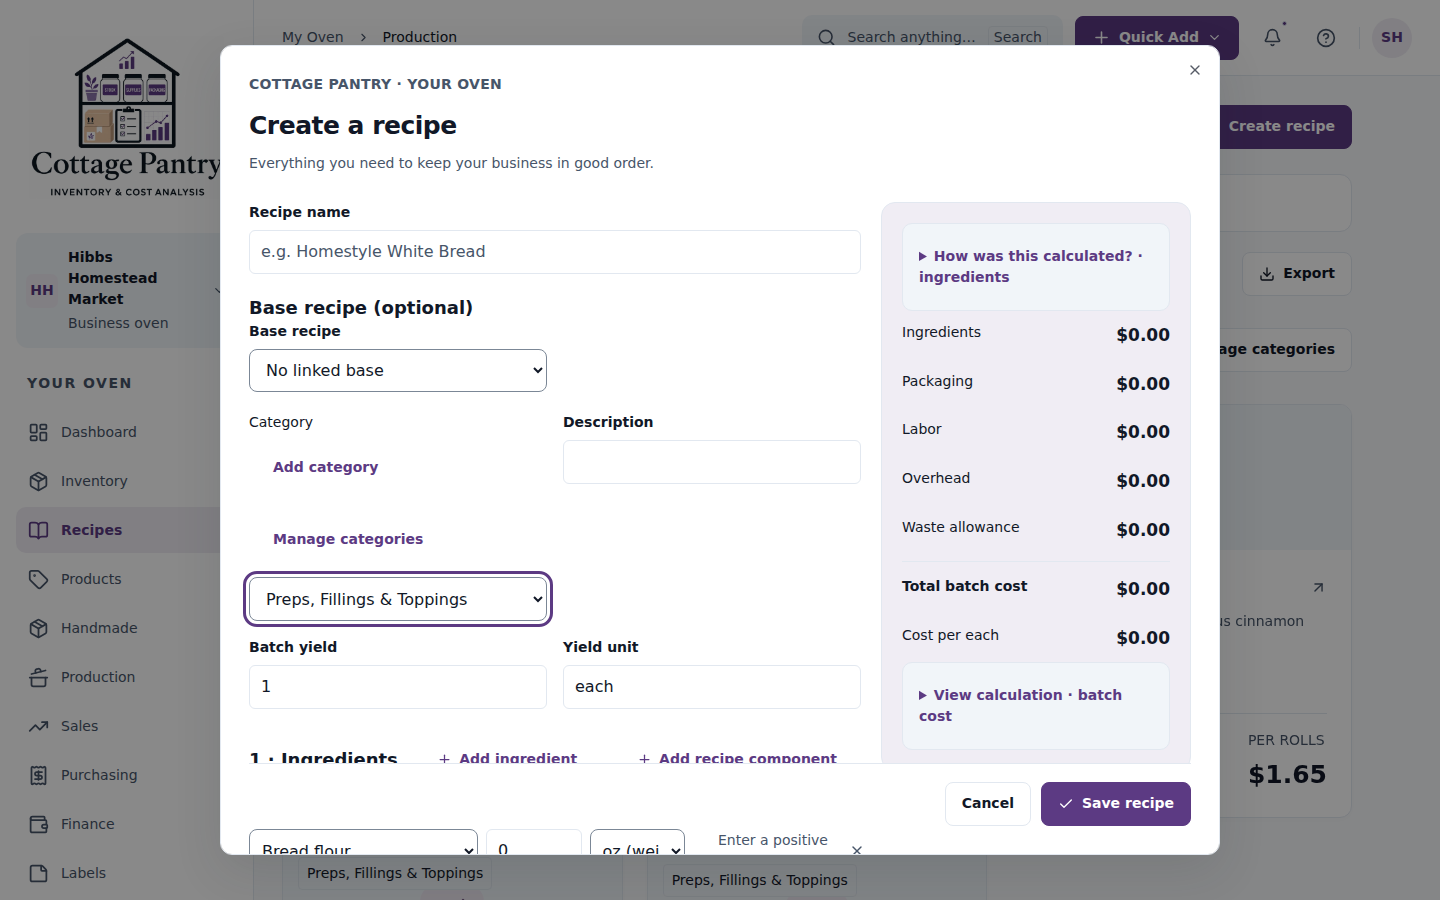 Cottage Pantry
INVENTORY & COST ANALYSIS
HH
Hibbs
Homestead
Market
Business oven
YOUR OVEN
Dashboard
Inventory
Recipes
Products
Handmade
Production
Sales
Purchasing
Finance
Labels
My Oven > Production
Search anything...
Search
Quick Add
SH
Create recipe
Export
age categories
us cinnamon
PER ROLLS
$1.65
Preps, Fillings & Toppings
Preps, Fillings & Toppings
COTTAGE PANTRY · YOUR OVEN
Create a recipe
Everything you need to keep your business in good order.
Recipe name
e.g. Homestyle White Bread
Base recipe (optional)
Base recipe
No linked base
Category
Description
Add category
Manage categories
Preps, Fillings & Toppings
Batch yield
Yield unit
1
each
1 · Ingredients
+ Add ingredient
+ Add recipe component
Bread flour
0
oz (wei
Enter a positive
How was this calculated? ·
ingredients
Ingredients $0.00
Packaging $0.00
Labor $0.00
Overhead $0.00
Waste allowance $0.00
Total batch cost $0.00
Cost per each $0.00
View calculation · batch
cost
Cancel
Save recipe